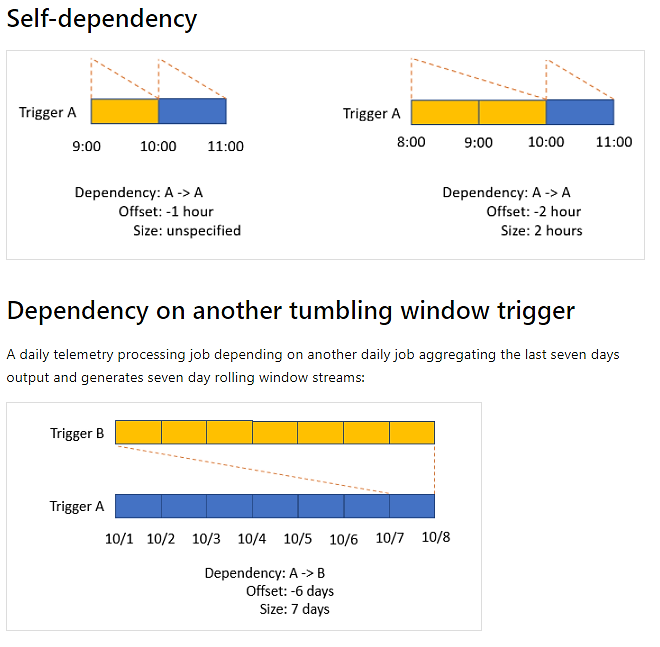 Self-dependency
Trigger A
9:00 10:00 11:00
Dependency: A -> A
Offset: -1 hour
Size: unspecified
Trigger A
8:00 9:00 10:00 11:00
Dependency: A -> A
Offset: -2 hour
Size: 2 hours
Dependency on another tumbling window trigger
A daily telemetry processing job depending on another daily job aggregating the last seven days
output and generates seven day rolling window streams:
Trigger B
Trigger A
10/1 10/2 10/3 10/4 10/5 10/6 10/7 10/8
Dependency: A -> B
Offset: -6 days
Size: 7 days